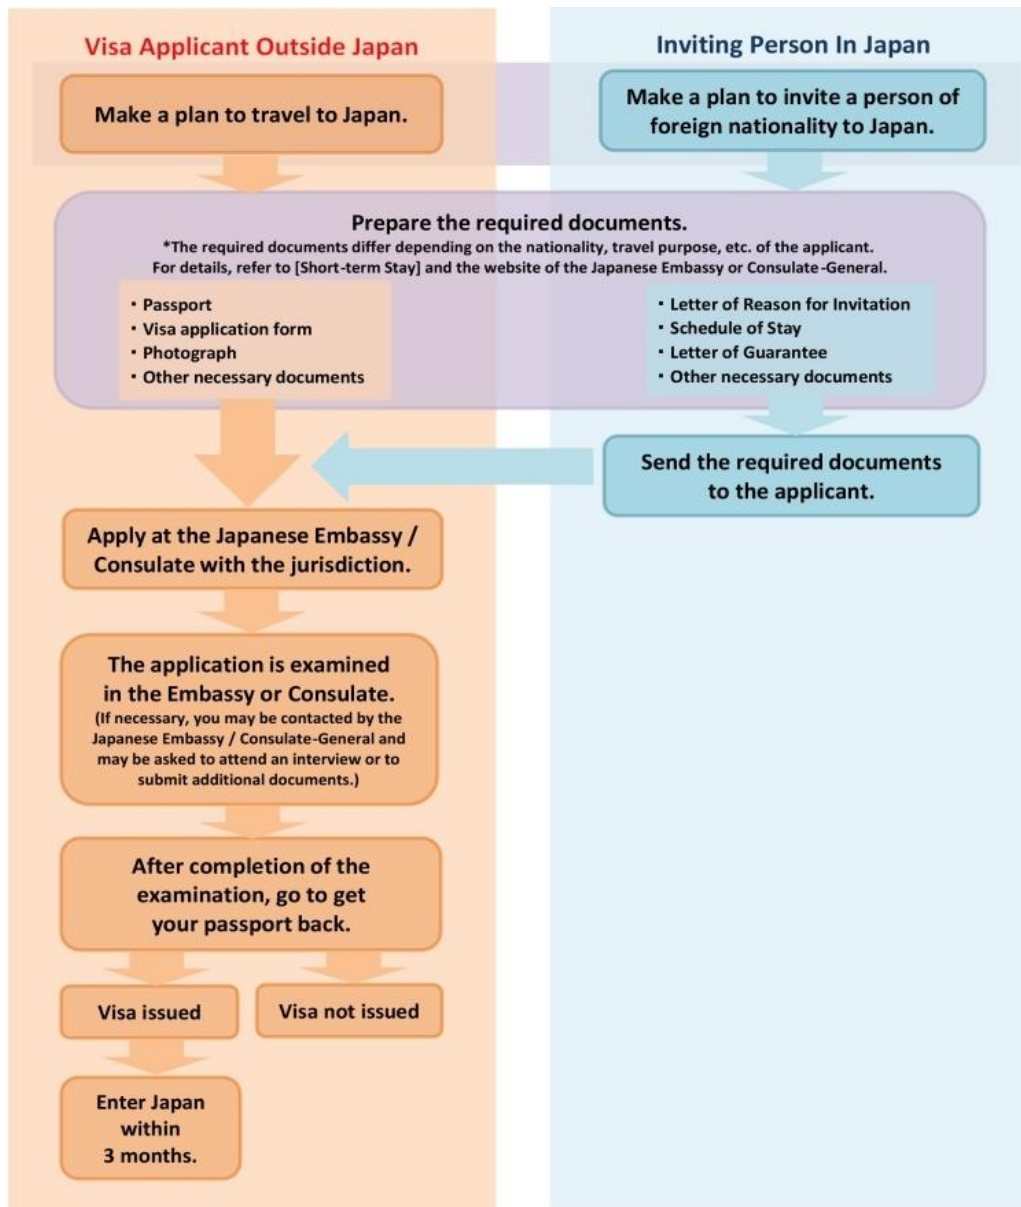 Visa Applicant Outside Japan
Inviting Person In Japan
Make a plan to travel to Japan.
Make a plan to invite a person of
foreign nationality to Japan.
Prepare the required documents.
*The required documents differ depending on the nationality, travel purpose, etc. of the applicant.
For details, refer to [Short-term Stay] and the website of the Japanese Embassy or Consulate-General.
・Passport
・Visa application form
・Photograph
・Other necessary documents
・Letter of Reason for Invitation
・Schedule of Stay
・Letter of Guarantee
・Other necessary documents
Send the required documents
to the applicant.
Apply at the Japanese Embassy /
Consulate with the jurisdiction.
The application is examined
in the Embassy or Consulate.
(If necessary, you may be contacted by the
Japanese Embassy / Consulate-General and
may be asked to attend an interview or to
submit additional documents.)
After completion of the
examination, go to get
your passport back.
Visa issued
Visa not issued
Enter Japan
within
3 months.